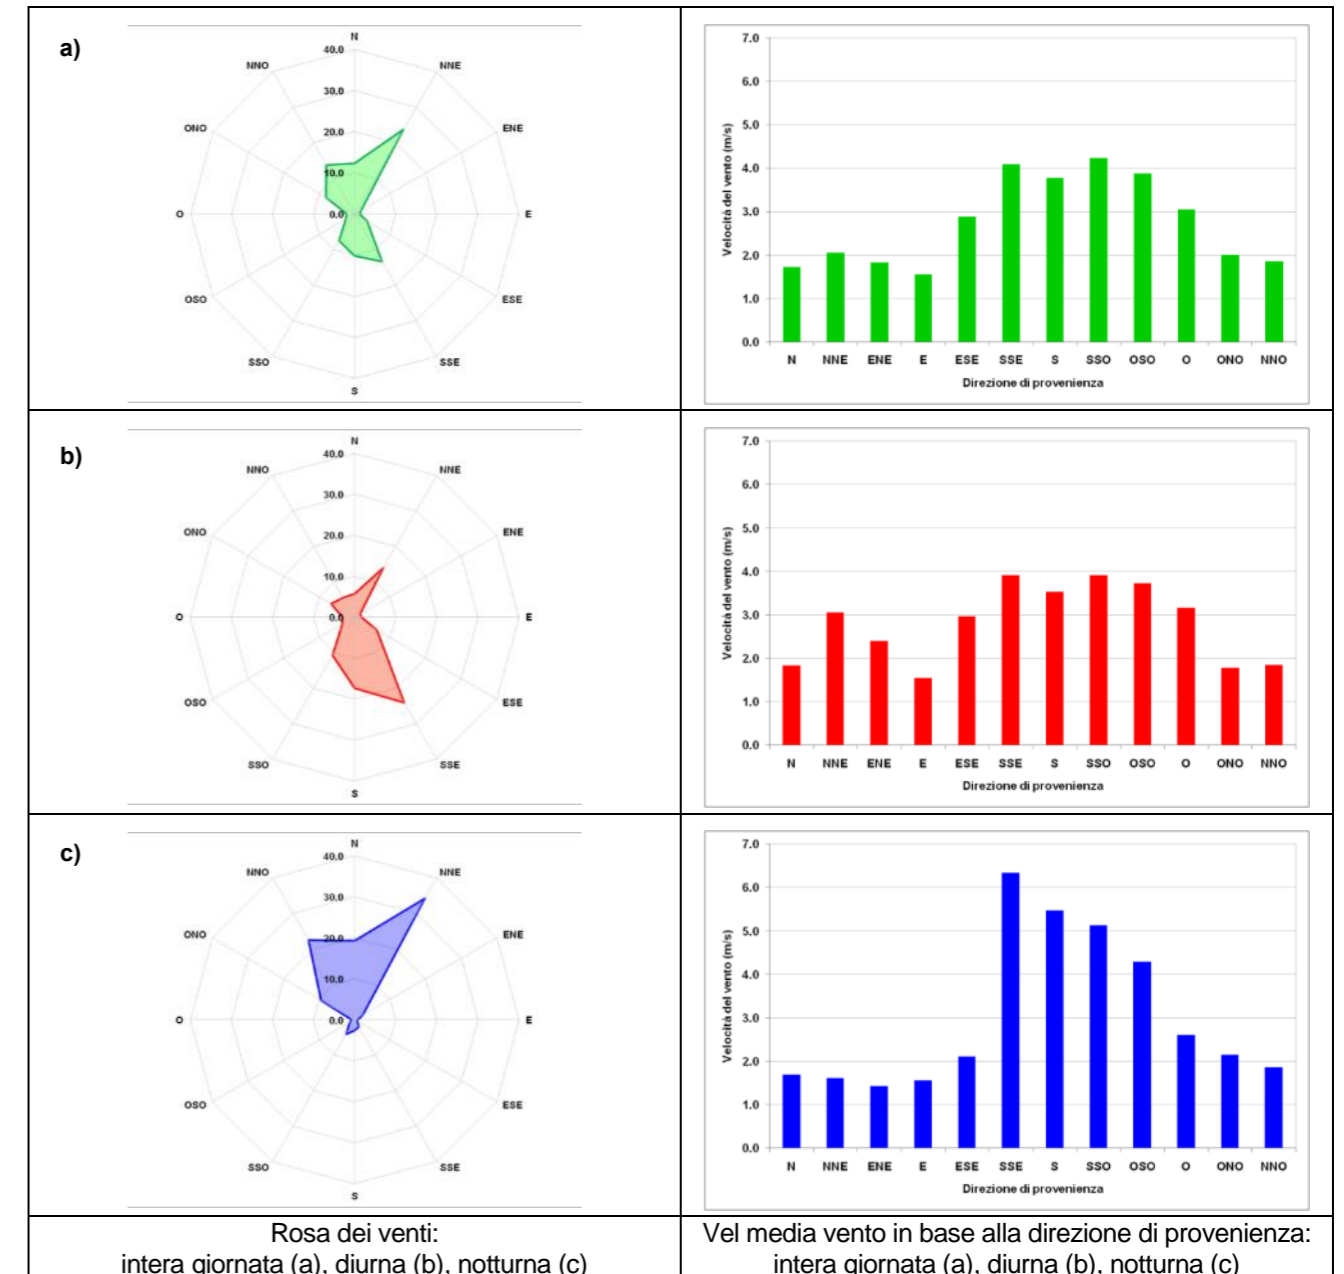 a)
N
40.0
NNO
NNE
30.0
ONO
20.0
ENE
10.0
O
0.0
E
OSO
ESE
SSO
SSE
S
7.0
6.0
5.0
4.0
3.0
2.0
1.0
0.0
Velocità del vento (m/s)
N NNE ENE E ESE SSE S SSO OSO O ONO NNO
Direzione di provenienza
b)
N
40.0
NNO
NNE
30.0
ONO
20.0
ENE
10.0
O
0.0
E
OSO
ESE
SSO
SSE
S
7.0
6.0
5.0
4.0
3.0
2.0
1.0
0.0
Velocità del vento (m/s)
N NNE ENE E ESE SSE S SSO OSO O ONO NNO
Direzione di provenienza
c)
N
40.0
NNO
NNE
30.0
ONO
20.0
ENE
10.0
O
0.0
E
OSO
ESE
SSO
SSE
S
7.0
6.0
5.0
4.0
3.0
2.0
1.0
0.0
Velocità del vento (m/s)
N NNE ENE E ESE SSE S SSO OSO O ONO NNO
Direzione di provenienza
Rosa dei venti:
intera giornata (a), diurna (b), notturna (c)
Vel media vento in base alla direzione di provenienza:
intera giornata (a), diurna (b), notturna (c)